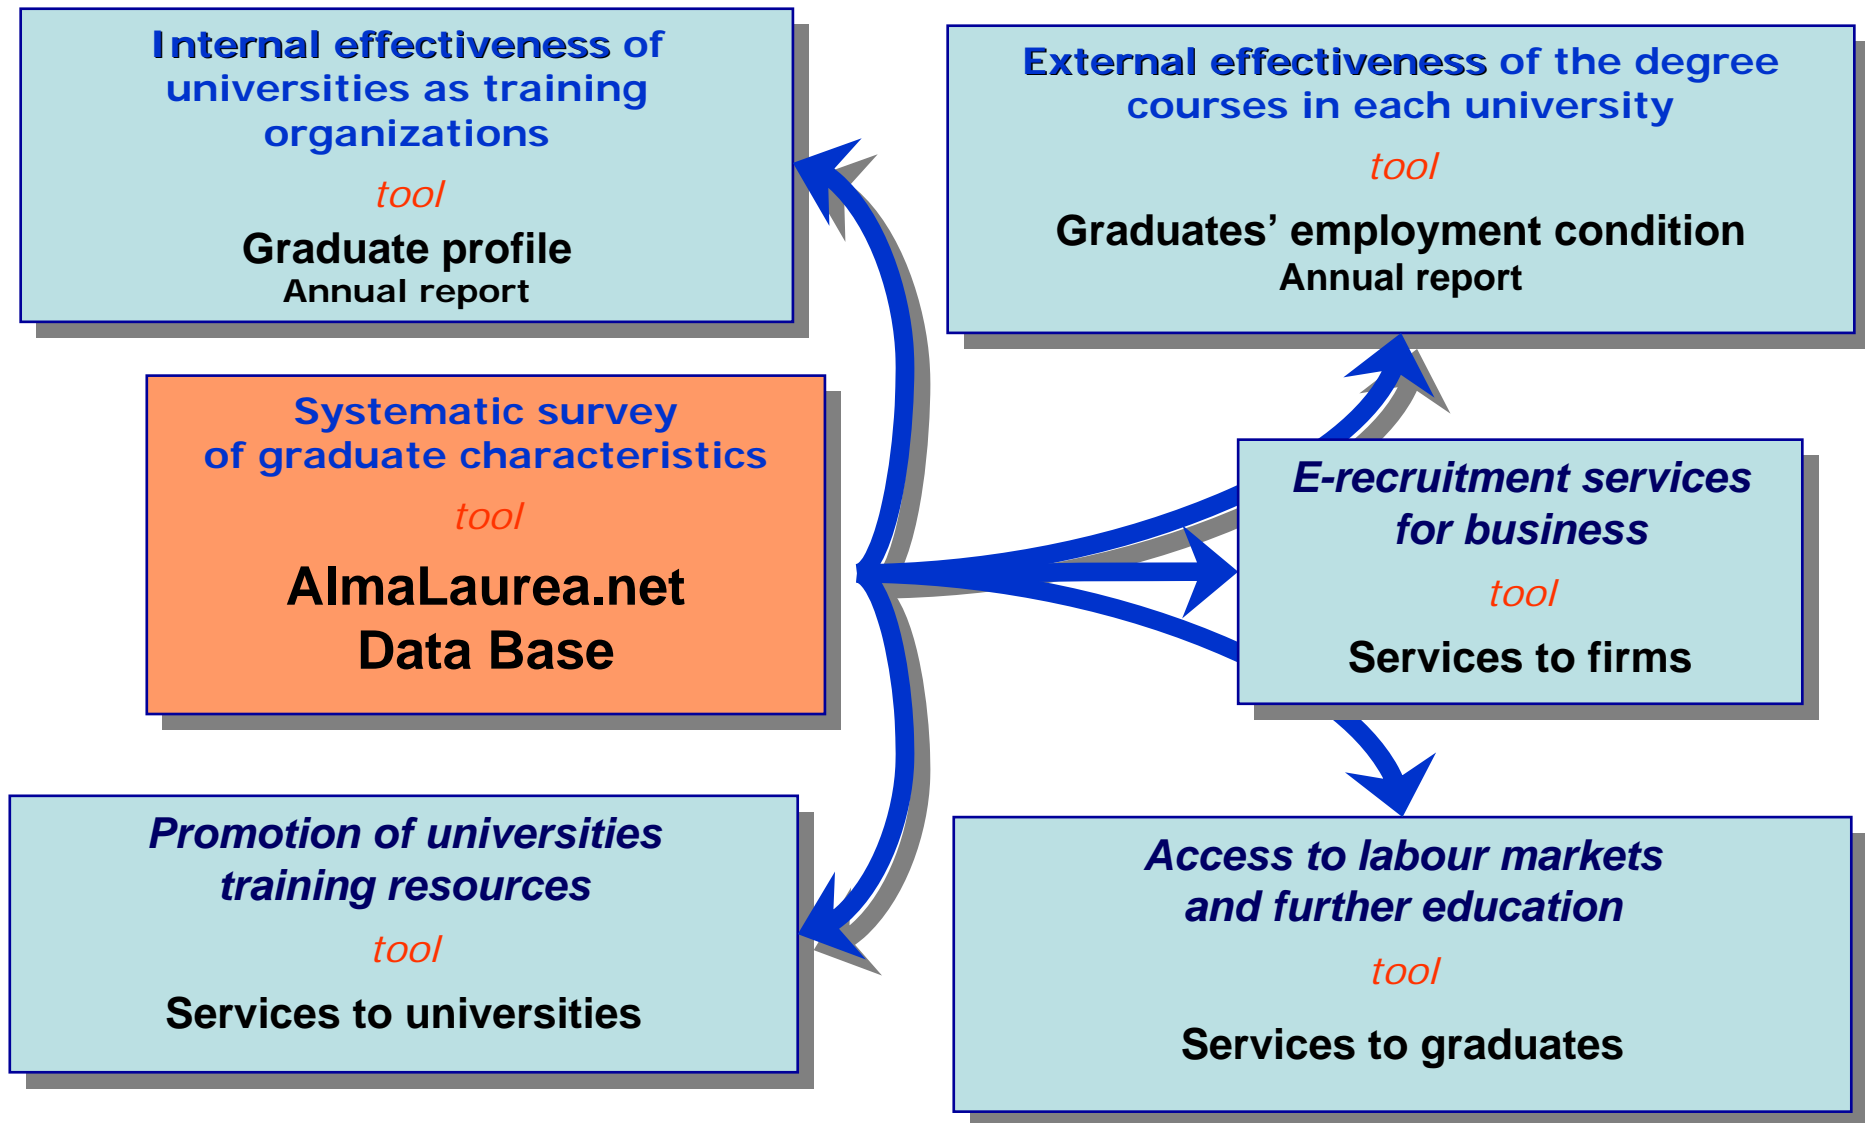 Internal effectiveness of
universities as training
organizations
tool
Graduate profile
Annual report
External effectiveness of the degree
courses in each university
tool
Graduates’ employment condition
Annual report
Systematic survey
of graduate characteristics
tool
AlmaLaurea.net
Data Base
E-recruitment services
for business
tool
Services to firms
Promotion of universities
training resources
tool
Services to universities
Access to labour markets
and further education
tool
Services to graduates